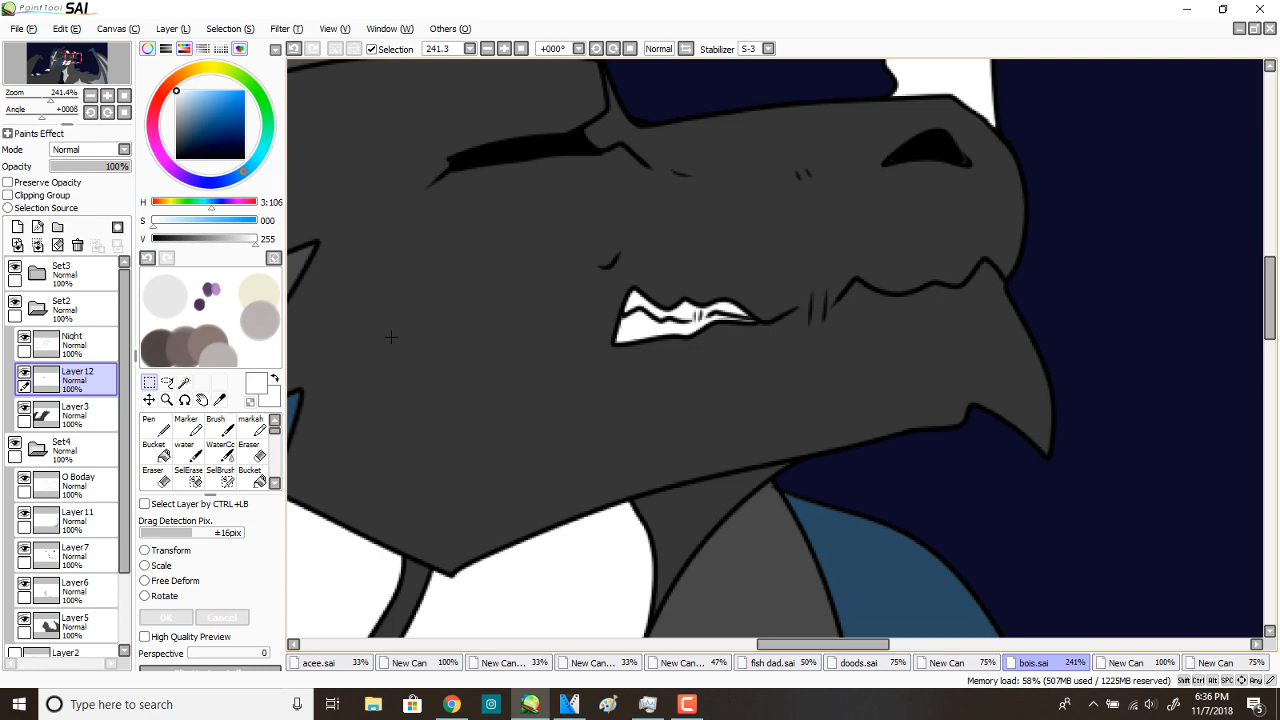 PaintTool SAI
File (F) Edit (E) Canvas (C) Layer (L) Selection (S) Filter (T) View (V) Window (W) Others (O)
Selection 241.3 +000° Normal Stabilizer S-3
Zoom 241.4%
Angle
Paints Effect
Mode Normal
Opacity 100%
Preserve Opacity
Clipping Group
Selection Source
H 3:106
S 000
V 255
Set3
Normal
100%
Set2
Normal
100%
Night
Normal
100%
Layer12
Normal
100%
Layer3
Normal
100%
Set4
Normal
100%
O Boday
Normal
100%
Layer11
Normal
100%
Layer7
Normal
100%
Layer6
Normal
100%
Layer5
Normal
100%
Layer2
Pen Marker Brush markah
Bucket water WaterCc Eraser
Eraser SelErase SelBrush Bucket
Select Layer by CTRL+LB
Drag Detection Pix.
±16pix
Transform
Scale
Free Deform
Rotate
OK Cancel
High Quality Preview
Perspective 0
acee.sai 33% New Can 100% New Can... 33% New Can... 33% New Can... 47% fish dad.sai 50% doods.sai 46% New Can 75% bois.sai 241% New Can 100% New Can 75%
Memory load: 58% (507MB used / 1225MB reserved) Shift Ctrl Alt SPC Any
Type here to search
6:36 PM
11/7/2018
5